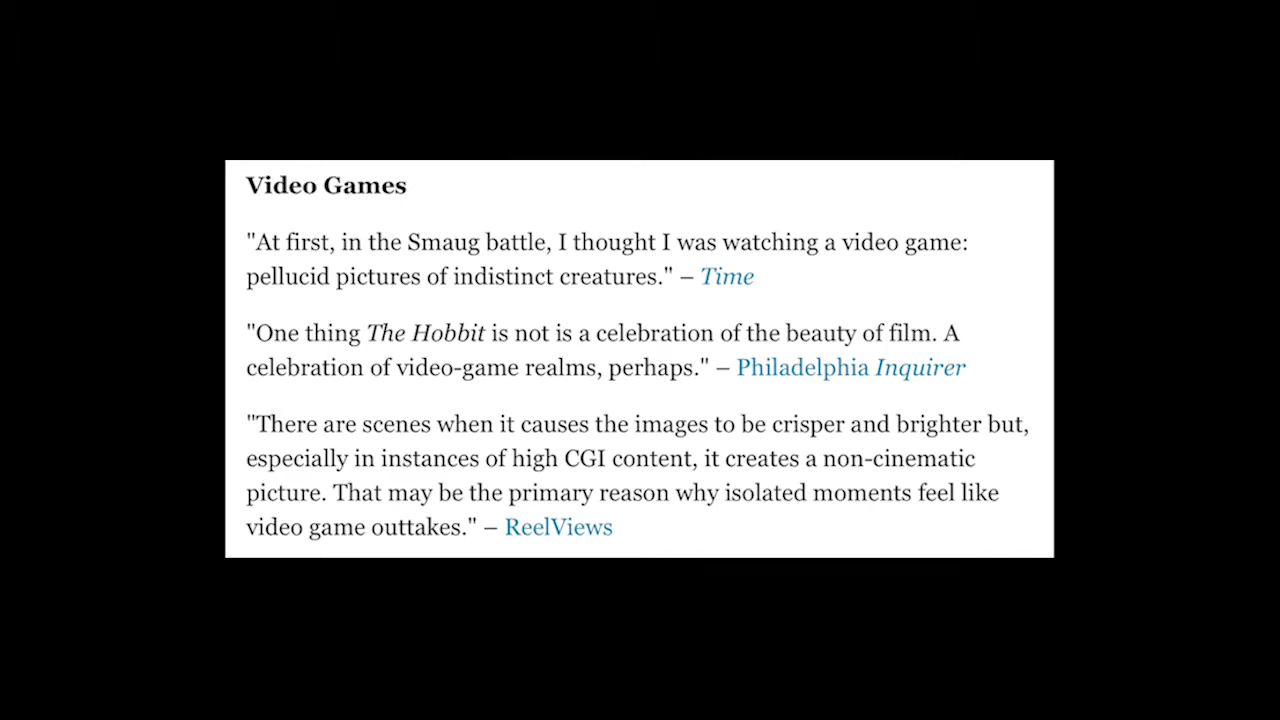 Video Games
"At first, in the Smaug battle, I thought I was watching a video game:
pellucid pictures of indistinct creatures." – Time
"One thing The Hobbit is not is a celebration of the beauty of film. A
celebration of video-game realms, perhaps." – Philadelphia Inquirer
"There are scenes when it causes the images to be crisper and brighter but,
especially in instances of high CGI content, it creates a non-cinematic
picture. That may be the primary reason why isolated moments feel like
video game outtakes." – ReelViews